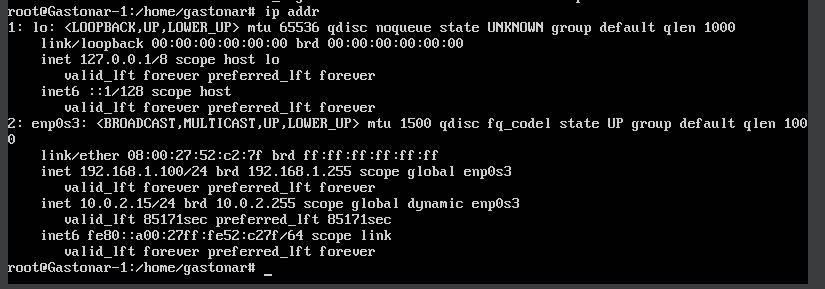 root@Gastonar-1:/home/gastonar# ip addr
1: lo: <LOOPBACK,UP,LOWER_UP> mtu 65536 qdisc noqueue state UNKNOWN group default qlen 1000
    link/loopback 00:00:00:00:00:00 brd 00:00:00:00:00:00
    inet 127.0.0.1/8 scope host lo
       valid_lft forever preferred_lft forever
    inet6 ::1/128 scope host
       valid_lft forever preferred_lft forever
2: enp0s3: <BROADCAST,MULTICAST,UP,LOWER_UP> mtu 1500 qdisc fq_codel state UP group default qlen 100
0
    link/ether 08:00:27:52:c2:7f brd ff:ff:ff:ff:ff:ff
    inet 192.168.1.100/24 brd 192.168.1.255 scope global enp0s3
       valid_lft forever preferred_lft forever
    inet 10.0.2.15/24 brd 10.0.2.255 scope global dynamic enp0s3
       valid_lft 85171sec preferred_lft 85171sec
    inet6 fe80::a00:27ff:fe52:c27f/64 scope link
       valid_lft forever preferred_lft forever
root@Gastonar-1:/home/gastonar# _